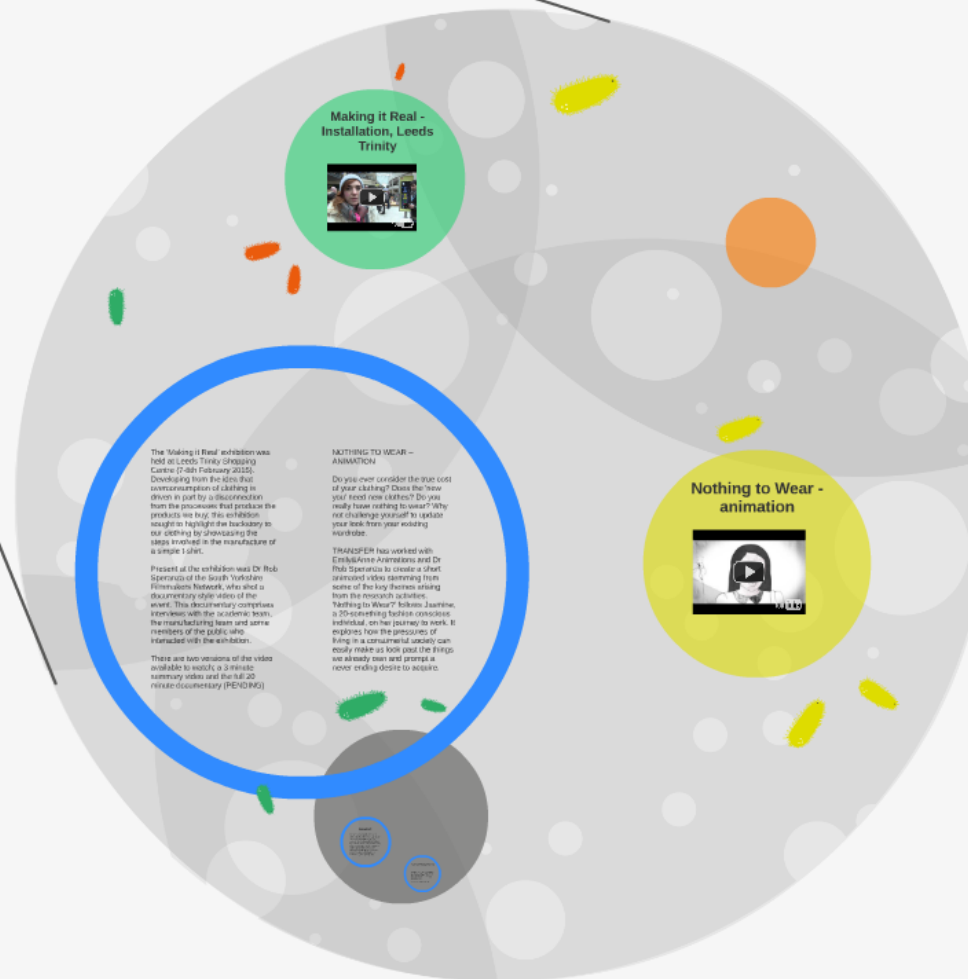 Making it Real -
Installation, Leeds
Trinity
The 'Making it Real' exhibition was
held at Leeds Trinity Shopping
Centre (7-8th February 2015).
Developing from the idea that
overconsumption of clothing is
driven in part by a disconnection
from the processes that produce the
products we buy; this exhibition
sought to highlight the backstory to
our clothing by showcasing the
steps involved in the manufacture of
a simple t-shirt.
Present at the exhibition was Dr Rob
Speranza of the South Yorkshire
Filmmakers Network, who shot a
documentary style video of the
event. This documentary comprises
interviews with the academic team,
the manufacturing team and some
members of the public who
interacted with the exhibition.
There are two versions of the video
available to watch; a 3 minute
summary video and the full 20
minute documentary (PENDING)
NOTHING TO WEAR –
ANIMATION
Do you ever consider the true cost
of your clothing? Does the 'new
you' need new clothes? Do you
really have nothing to wear? Why
not challenge yourself to update
your look from your existing
wardrobe.
TRANSFER has worked with
Emily&Anne Animations and Dr
Rob Speranza to create a short
animated video stemming from
some of the key themes arising
from the research activities.
'Nothing to Wear?' follows Jasmine,
a 20-something fashion conscious
individual, on her journey to work. It
explores how the pressures of
living in a consumerist society can
easily make us look past the things
we already own and prompt a
never ending desire to acquire.
Nothing to Wear -
animation